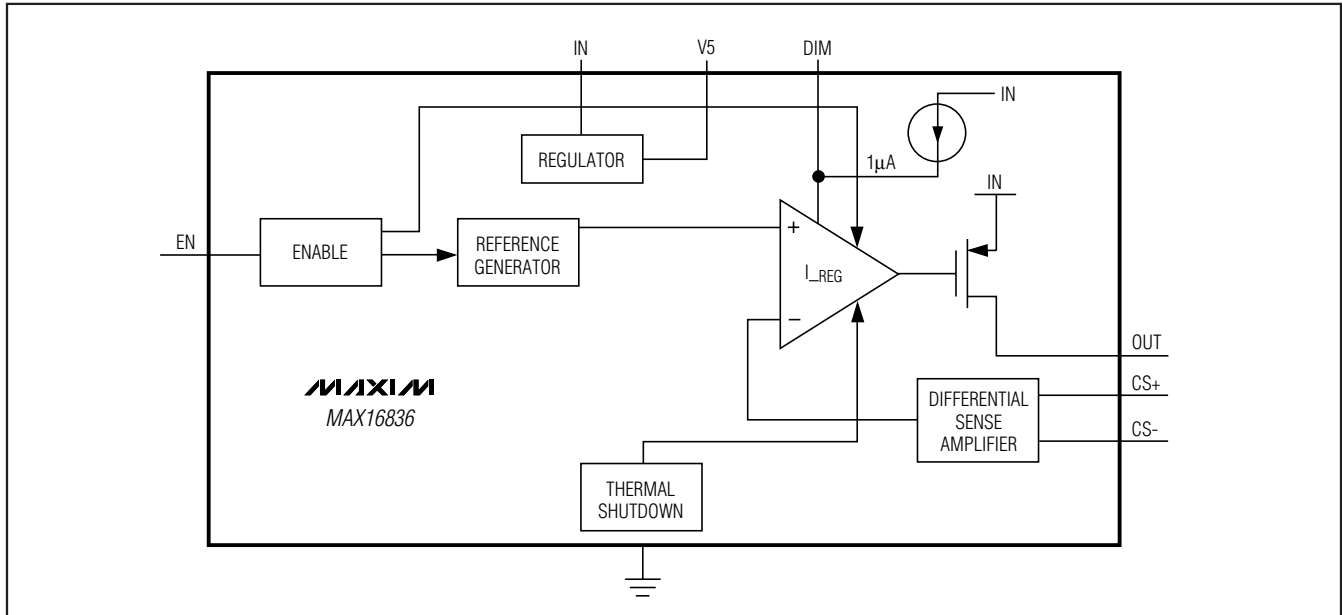 IN
V5
DIM
IN
REGULATOR
1µA
IN
EN
ENABLE
REFERENCE
GENERATOR
+
I_REG
−
OUT
CS+
DIFFERENTIAL
SENSE
AMPLIFIER
CS-
MAXIM
MAX16836
THERMAL
SHUTDOWN